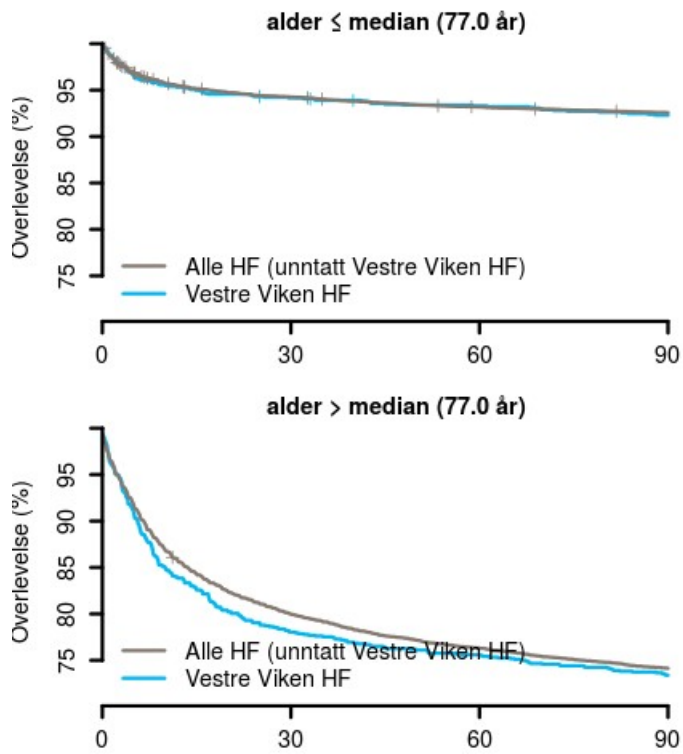 alder ≤ median (77.0 år)
Overlevelse (%)
95
90
85
80
75
Alle HF (unntatt Vestre Viken HF)
Vestre Viken HF
0 30 60 90
alder > median (77.0 år)
Overlevelse (%)
95
90
85
80
75
Alle HF (unntatt Vestre Viken HF)
Vestre Viken HF
0 30 60 90